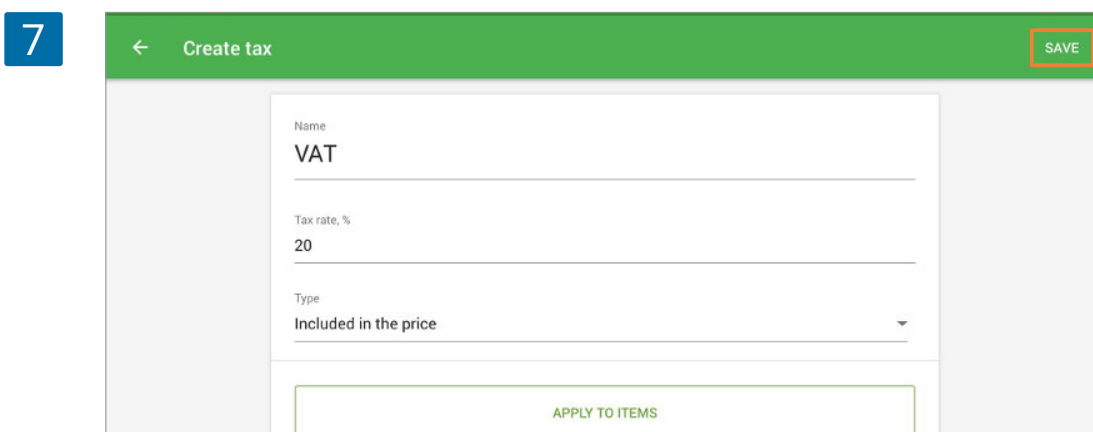 7
← Create tax SAVE
Name
VAT
Tax rate, %
20
Type
Included in the price
APPLY TO ITEMS